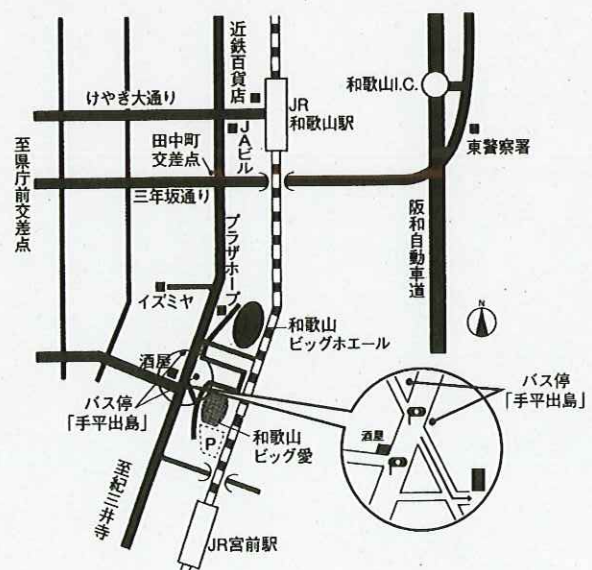 近鉄百貨店
けやき大通り
JR
和歌山駅
和歌山I.C.
JAビル
田中町
交差点
東警察署
至県庁前交差点
三年坂通り
阪和自動車道
プラザホープ
イズミヤ
N
和歌山
ビッグホエール
酒屋
バス停
「手平出島」
バス停
「手平出島」
酒屋
P
和歌山
ビッグ愛
至紀三井寺
JR宮前駅